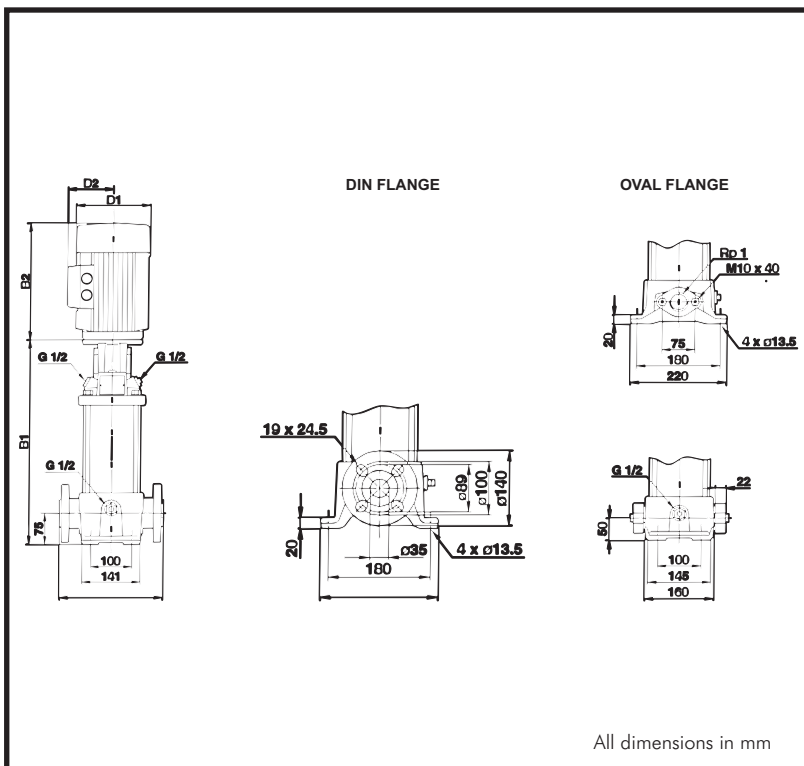 DIN FLANGE
OVAL FLANGE
D2
D1
B2
G 1/2
G 1/2
B1
G 1/2
75
100
141
19 x 24.5
ø89
ø100
ø140
20
ø35
4 x ø13.5
180
Rp 1
M10 x 40
20
75
4 x ø13.5
180
220
G 1/2
22
50
100
145
160
All dimensions in mm